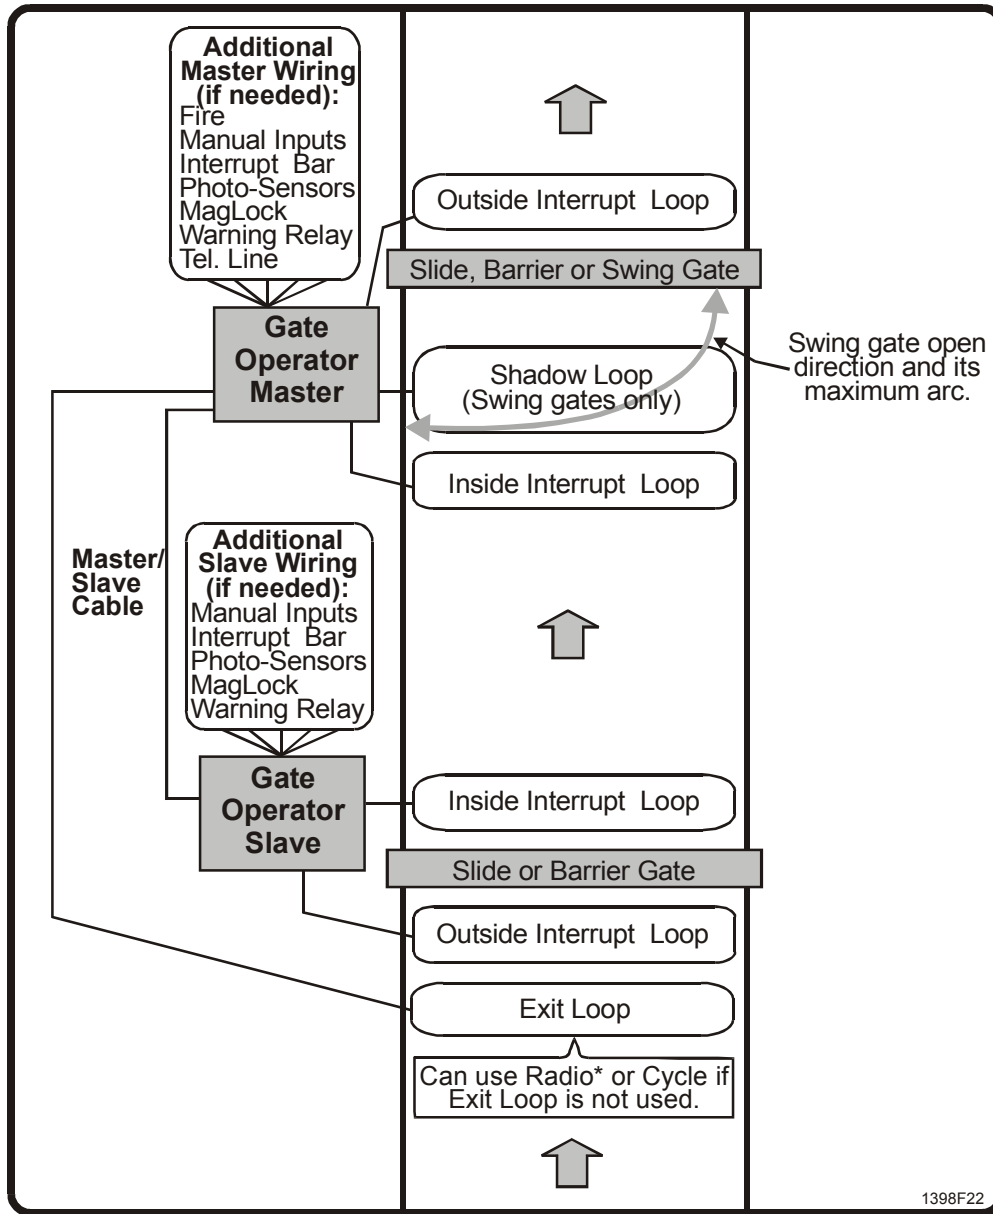 Additional
Master Wiring
(if needed):
Fire
Manual Inputs
Interrupt Bar
Photo-Sensors
MagLock
Warning Relay
Tel. Line
Outside Interrupt Loop
Slide, Barrier or Swing Gate
Gate
Operator
Master
Shadow Loop
(Swing gates only)
Swing gate open
direction and its
maximum arc.
Inside Interrupt Loop
Master/
Slave
Cable
Additional
Slave Wiring
(if needed):
Manual Inputs
Interrupt Bar
Photo-Sensors
MagLock
Warning Relay
Gate
Operator
Slave
Inside Interrupt Loop
Slide or Barrier Gate
Outside Interrupt Loop
Exit Loop
Can use Radio* or Cycle if
Exit Loop is not used.
1398F22